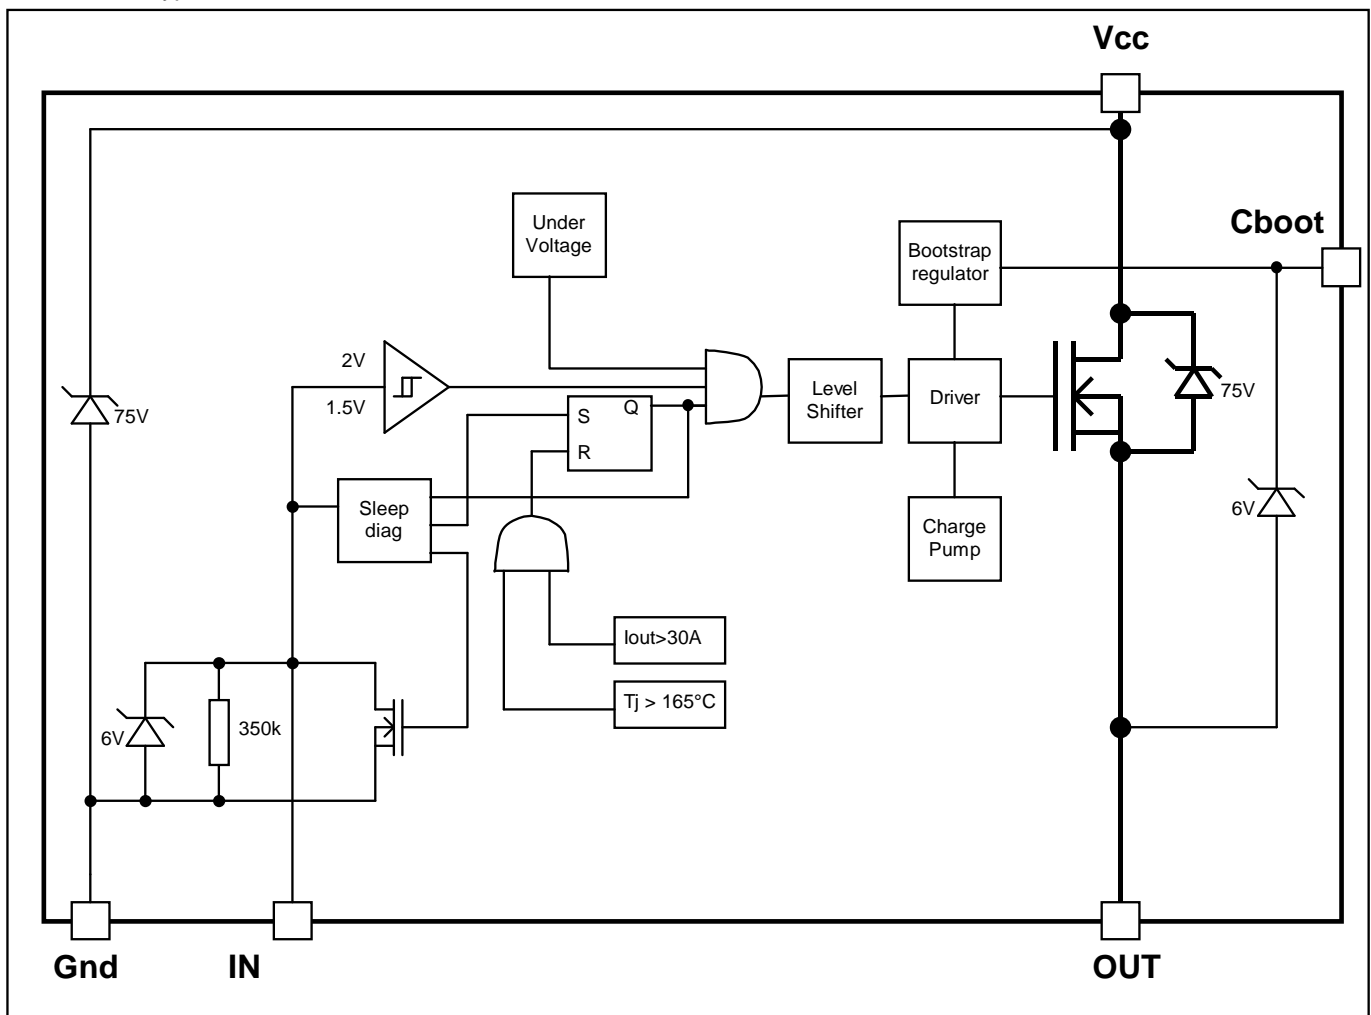 Vcc
Cboot
Under
Voltage
Bootstrap
regulator
2V
1.5V
Level
Shifter
Driver
75V
75V
S
Q
R
Sleep
diag
Charge
Pump
6V
Iout>30A
Tj > 165°C
6V
350k
Gnd
IN
OUT